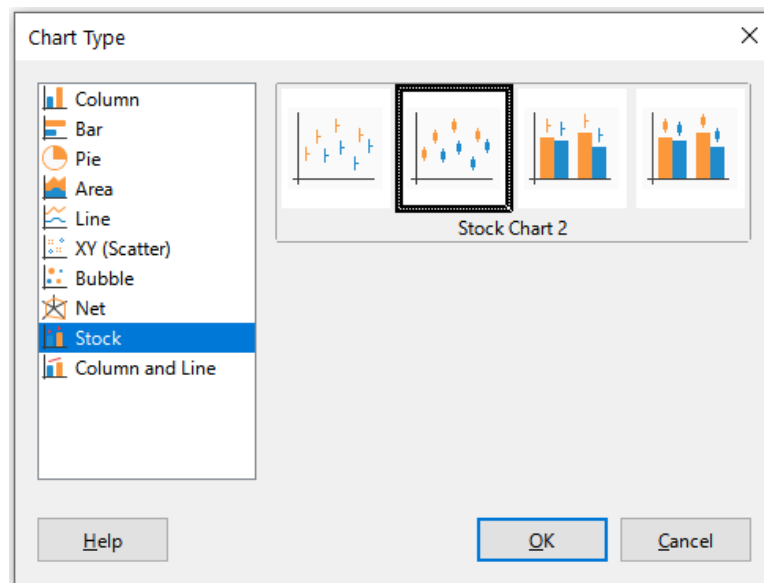 Chart Type
Column
Bar
Pie
Area
Line
XY (Scatter)
Bubble
Net
Stock
Column and Line
Stock Chart 2
Help
OK
Cancel